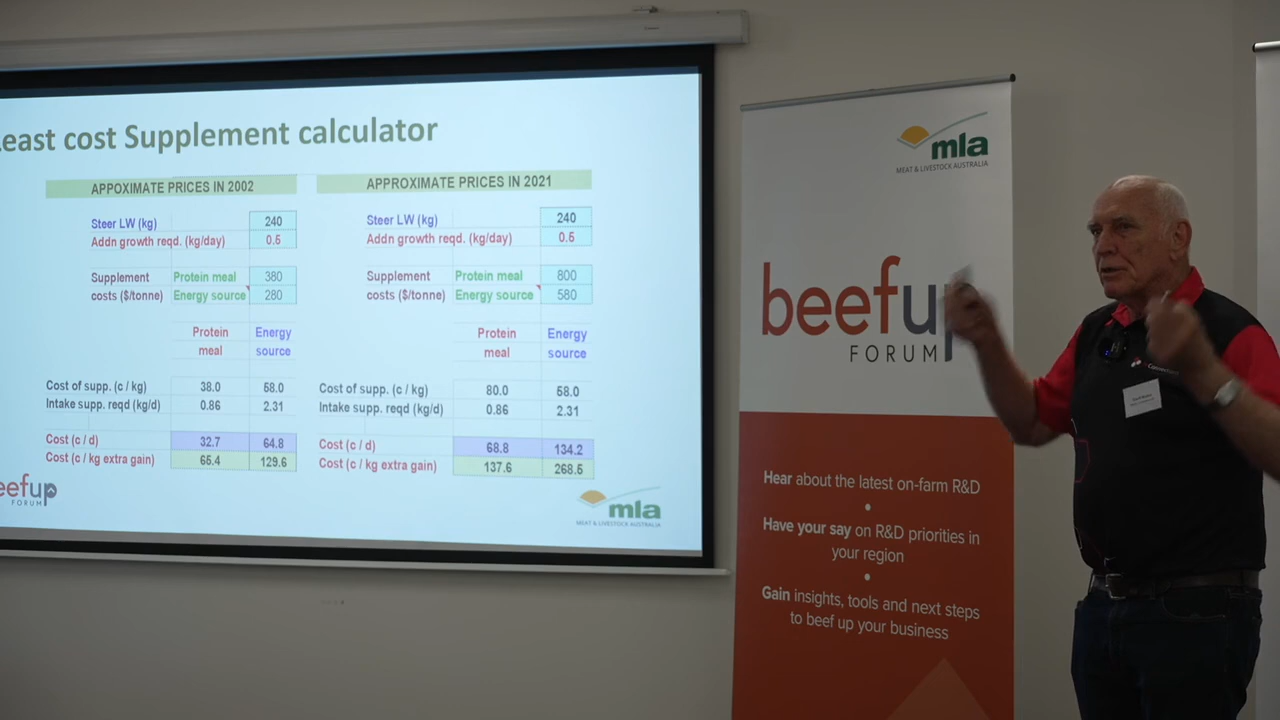 east cost Supplement calculator
APPOXIMATE PRICES IN 2002
Steer LW (kg) 240
Addn growth reqd. (kg/day) 0.5
Supplement Protein meal 380
costs ($/tonne) Energy source 280
Protein Energy
meal source
Cost of supp. (c / kg) 38.0 58.0
Intake supp. reqd (kg/d) 0.86 2.31
Cost (c / d) 32.7 64.8
Cost (c / kg extra gain) 65.4 129.6
APPROXIMATE PRICES IN 2021
Steer LW (kg) 240
Addn growth reqd. (kg/day) 0.5
Supplement Protein meal 800
costs ($/tonne) Energy source 580
Protein Energy
meal source
Cost of supp. (c / kg) 80.0 58.0
Intake supp. reqd (kg/d) 0.86 2.31
Cost (c / d) 68.8 134.2
Cost (c / kg extra gain) 137.6 268.5
eefup
FORUM
mla
MEAT & LIVESTOCK AUSTRALIA
mla
MEAT & LIVESTOCK AUSTRALIA
beefup
FORUM
Hear about the latest on-farm R&D
Have your say on R&D priorities in
your region
Gain insights, tools and next steps
to beef up your business